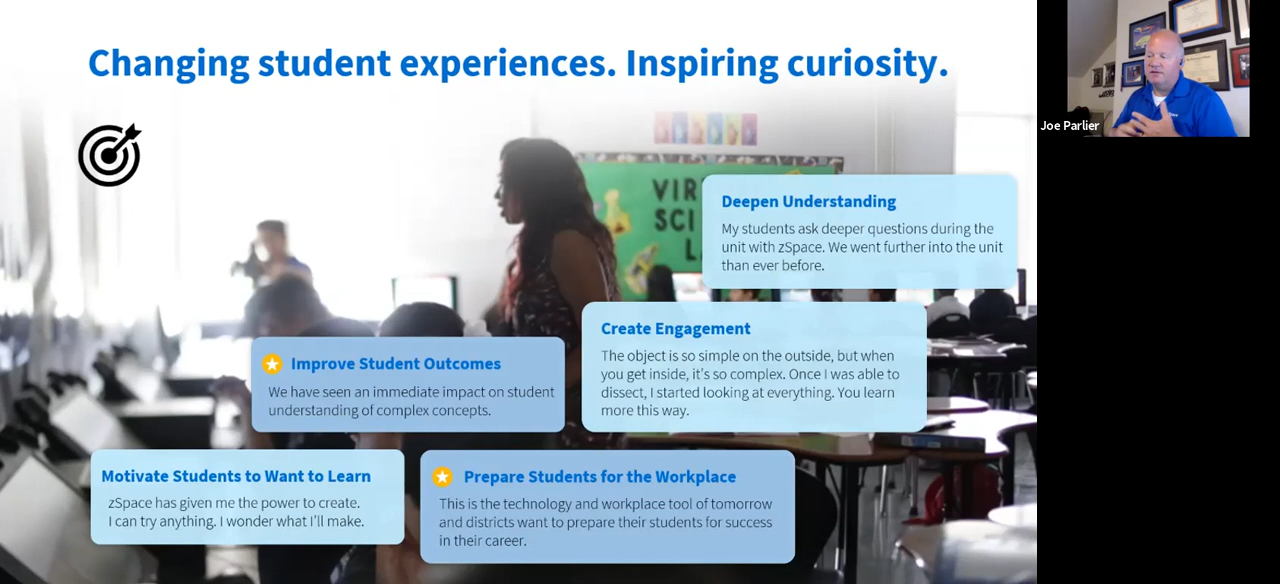 Changing student experiences. Inspiring curiosity.
Joe Parlier
VIR
SCI
L
Deepen Understanding
My students ask deeper questions during the
unit with zSpace. We went further into the unit
than ever before.
Create Engagement
The object is so simple on the outside, but when
you get inside, it's so complex. Once I was able to
dissect, I started looking at everything. You learn
more this way.
Improve Student Outcomes
We have seen an immediate impact on student
understanding of complex concepts.
Motivate Students to Want to Learn
zSpace has given me the power to create.
I can try anything. I wonder what I'll make.
Prepare Students for the Workplace
This is the technology and workplace tool of tomorrow
and districts want to prepare their students for success
in their career.